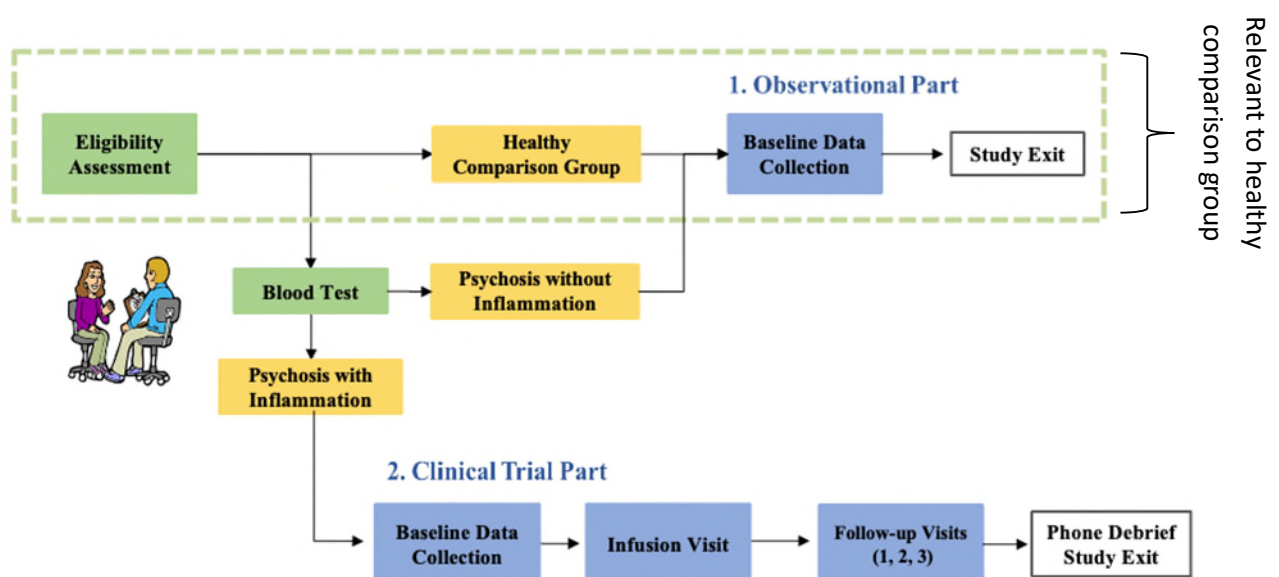 Relevant to healthy
comparison group
1. Observational Part
Eligibility
Assessment
Healthy
Comparison Group
Baseline Data
Collection
Study Exit
Blood Test
Psychosis without
Inflammation
Psychosis with
Inflammation
2. Clinical Trial Part
Baseline Data
Collection
Infusion Visit
Follow-up Visits
(1, 2, 3)
Phone Debrief
Study Exit